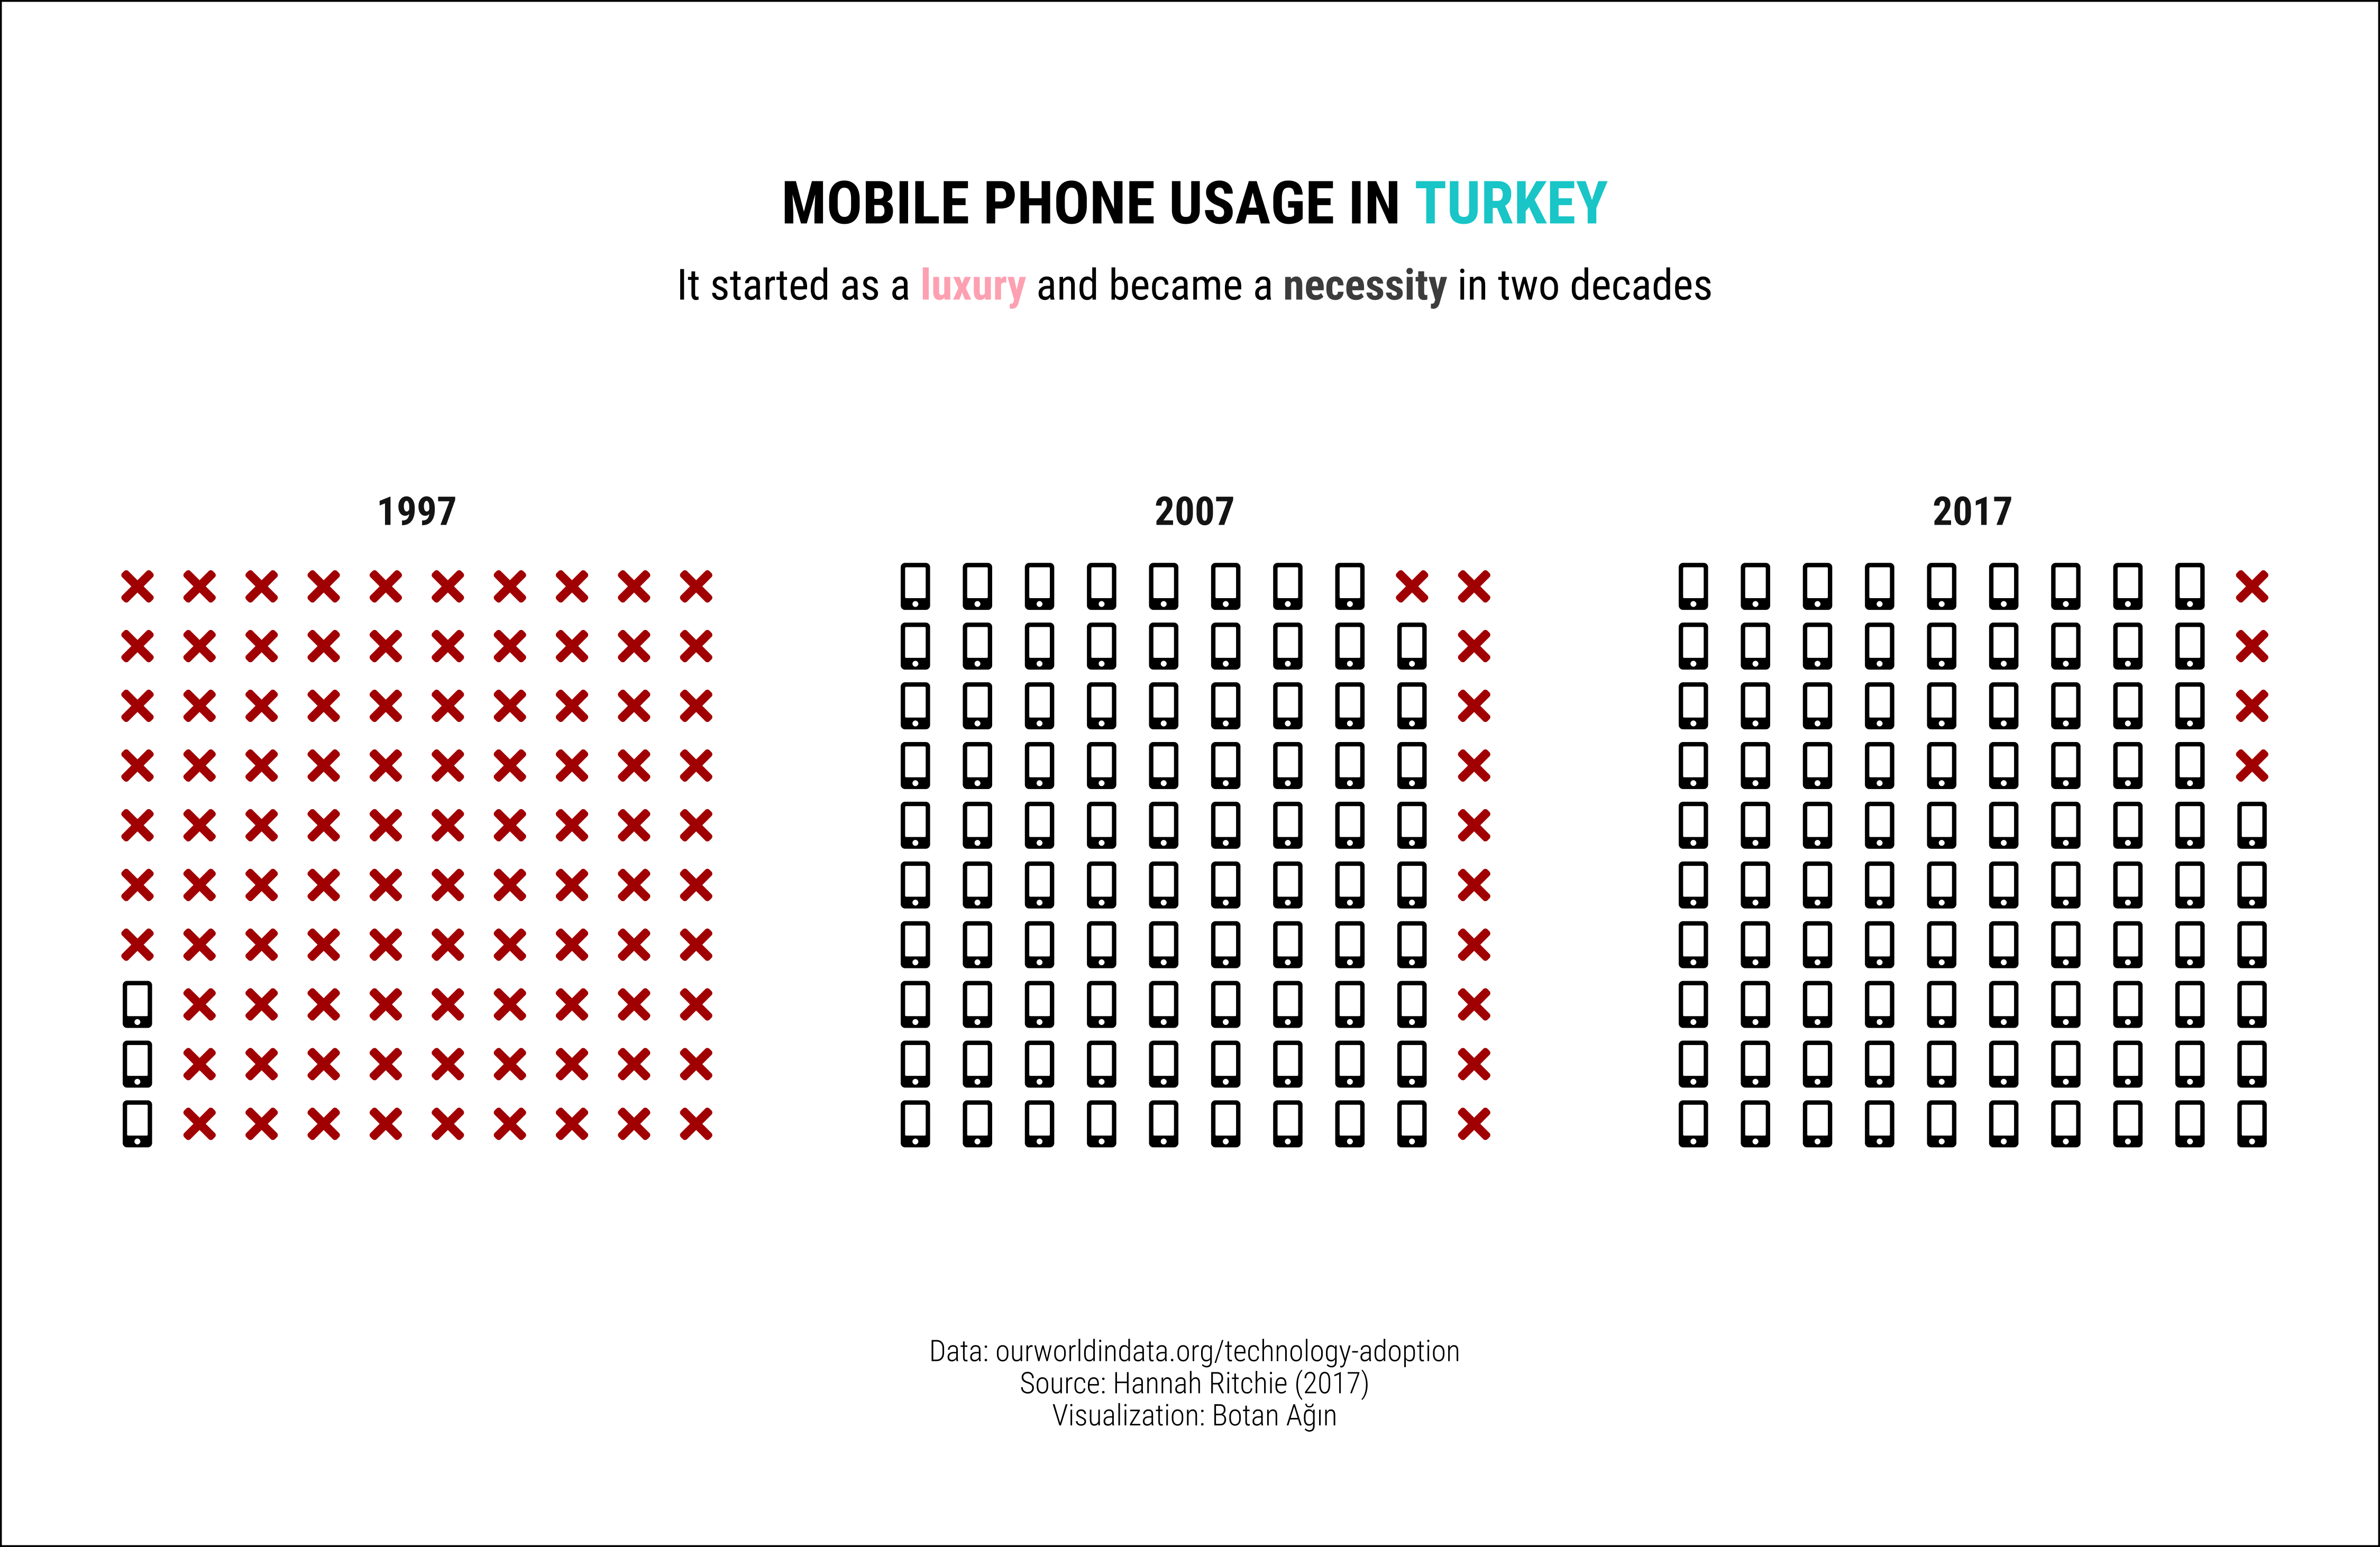 MOBILE PHONE USAGE IN TURKEY
It started as a luxury and became a necessity in two decades
1997
2007
2017
Data: ourworldindata.org/technology-adoption
Source: Hannah Ritchie (2017)
Visualization: Botan Ağın